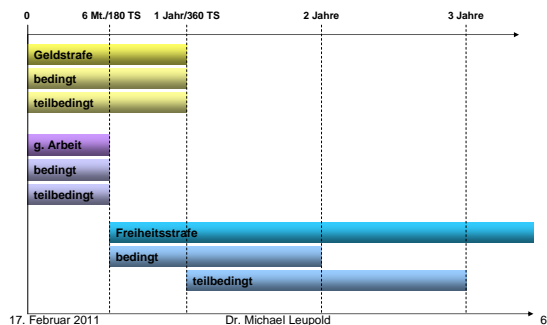 0 6 Mt./180 TS 1 Jahr/360 TS 2 Jahre 3 Jahre
Geldstrafe
bedingt
teilbedingt
g. Arbeit
bedingt
teilbedingt
Freiheitsstrafe
bedingt
teilbedingt
17. Februar 2011 Dr. Michael Leupold 6